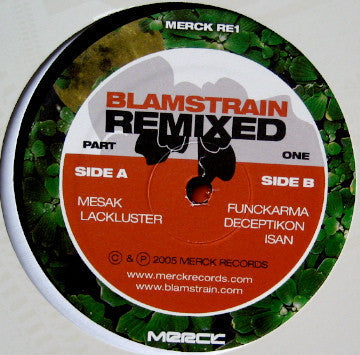 MERCK RE1
BLAMSTRAIN
REMIXED
PART ONE
SIDE A
MESAK
LACKLUSTER
SIDE B
FUNCKARMA
DECEPTIKON
ISAN
© & ℗ 2005 MERCK RECORDS
www.merckrecords.com
www.blamstrain.com
MERCK